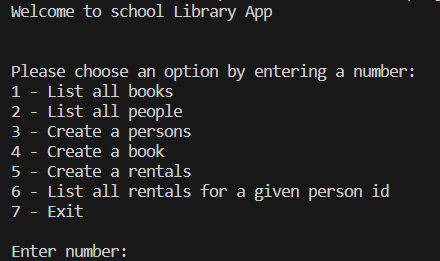 Welcome to school Library App
Please choose an option by entering a number:
1 - List all books
2 - List all people
3 - Create a persons
4 - Create a book
5 - Create a rentals
6 - List all rentals for a given person id
7 - Exit
Enter number: